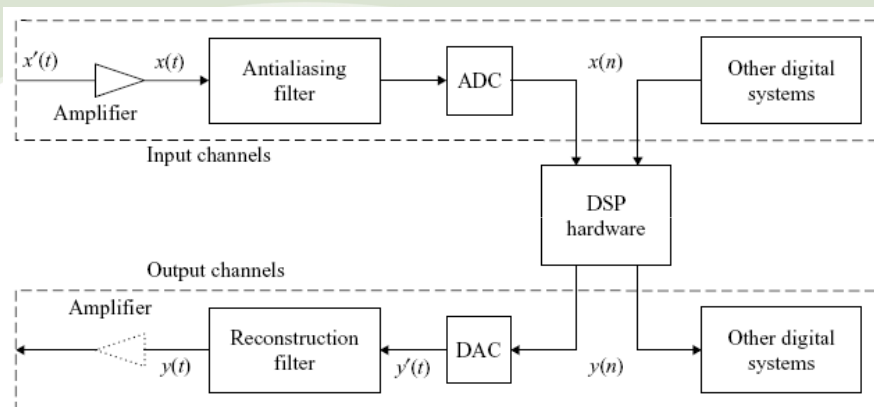 x′(t)
x(t)
Amplifier
Antialiasing
filter
ADC
x(n)
Other digital
systems
Input channels
DSP
hardware
Output channels
Amplifier
y(t)
Reconstruction
filter
y′(t)
DAC
y(n)
Other digital
systems